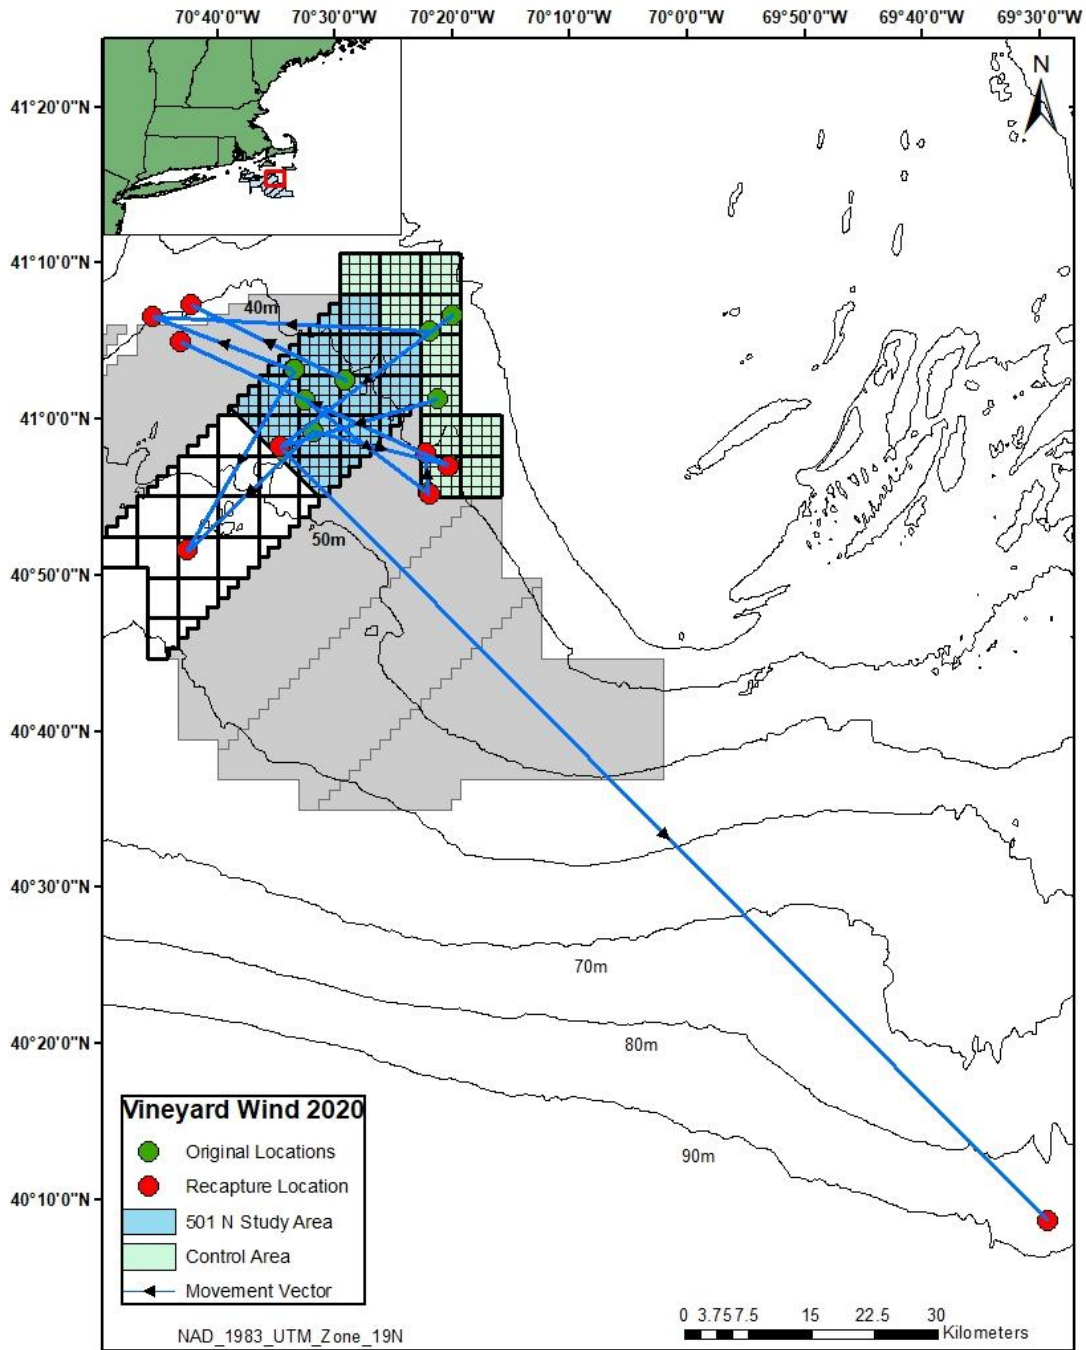 70°40'0"W 70°30'0"W 70°20'0"W 70°10'0"W 70°0'0"W 69°50'0"W 69°40'0"W 69°30'0"W
N
41°20'0"N
41°10'0"N
40m
41°0'0"N
50m
40°50'0"N
40°40'0"N
40°30'0"N
70m
40°20'0"N
80m
90m
40°10'0"N
Vineyard Wind 2020
Original Locations
Recapture Location
501 N Study Area
Control Area
Movement Vector
NAD_1983_UTM_Zone_19N
0 3.75 7.5 15 22.5 30
Kilometers